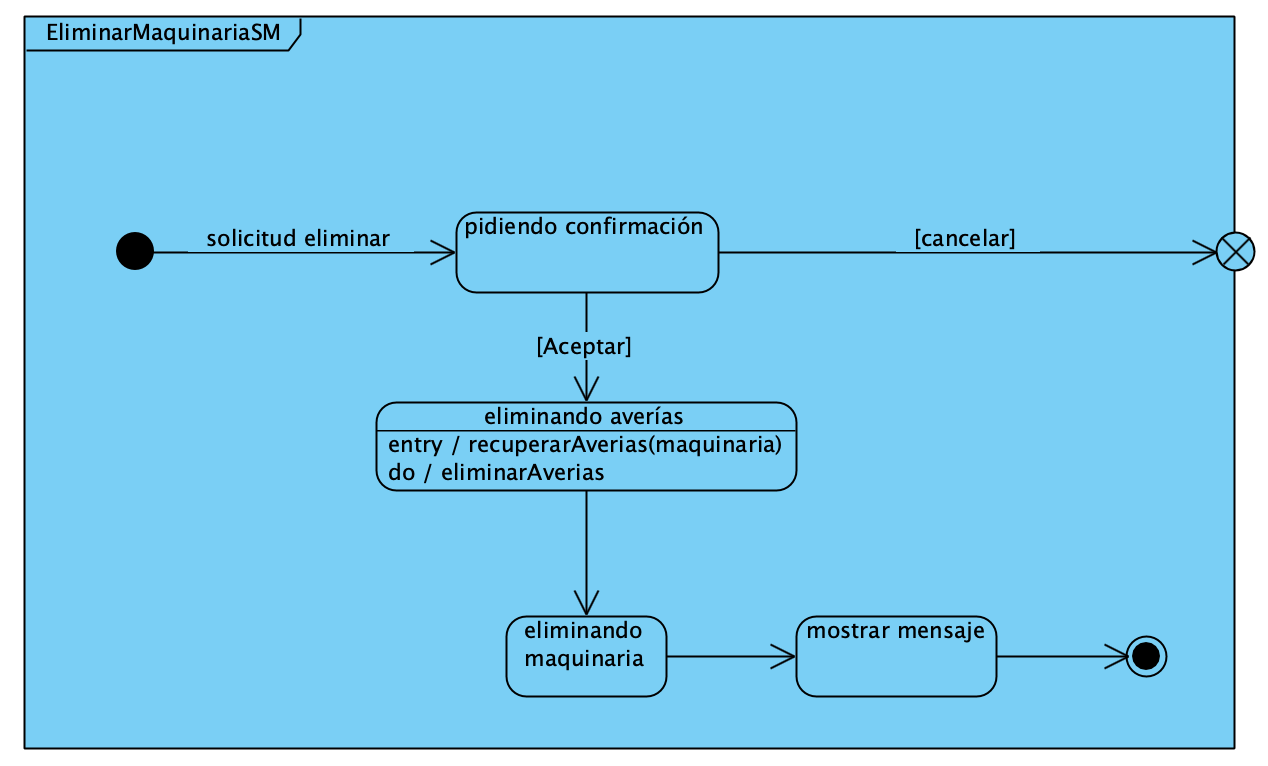 EliminarMaquinariaSM
solicitud eliminar
pidiendo confirmación
[cancelar]
[Aceptar]
eliminando averías
entry / recuperarAverias(maquinaria)
do / eliminarAverias
eliminando
maquinaria
mostrar mensaje